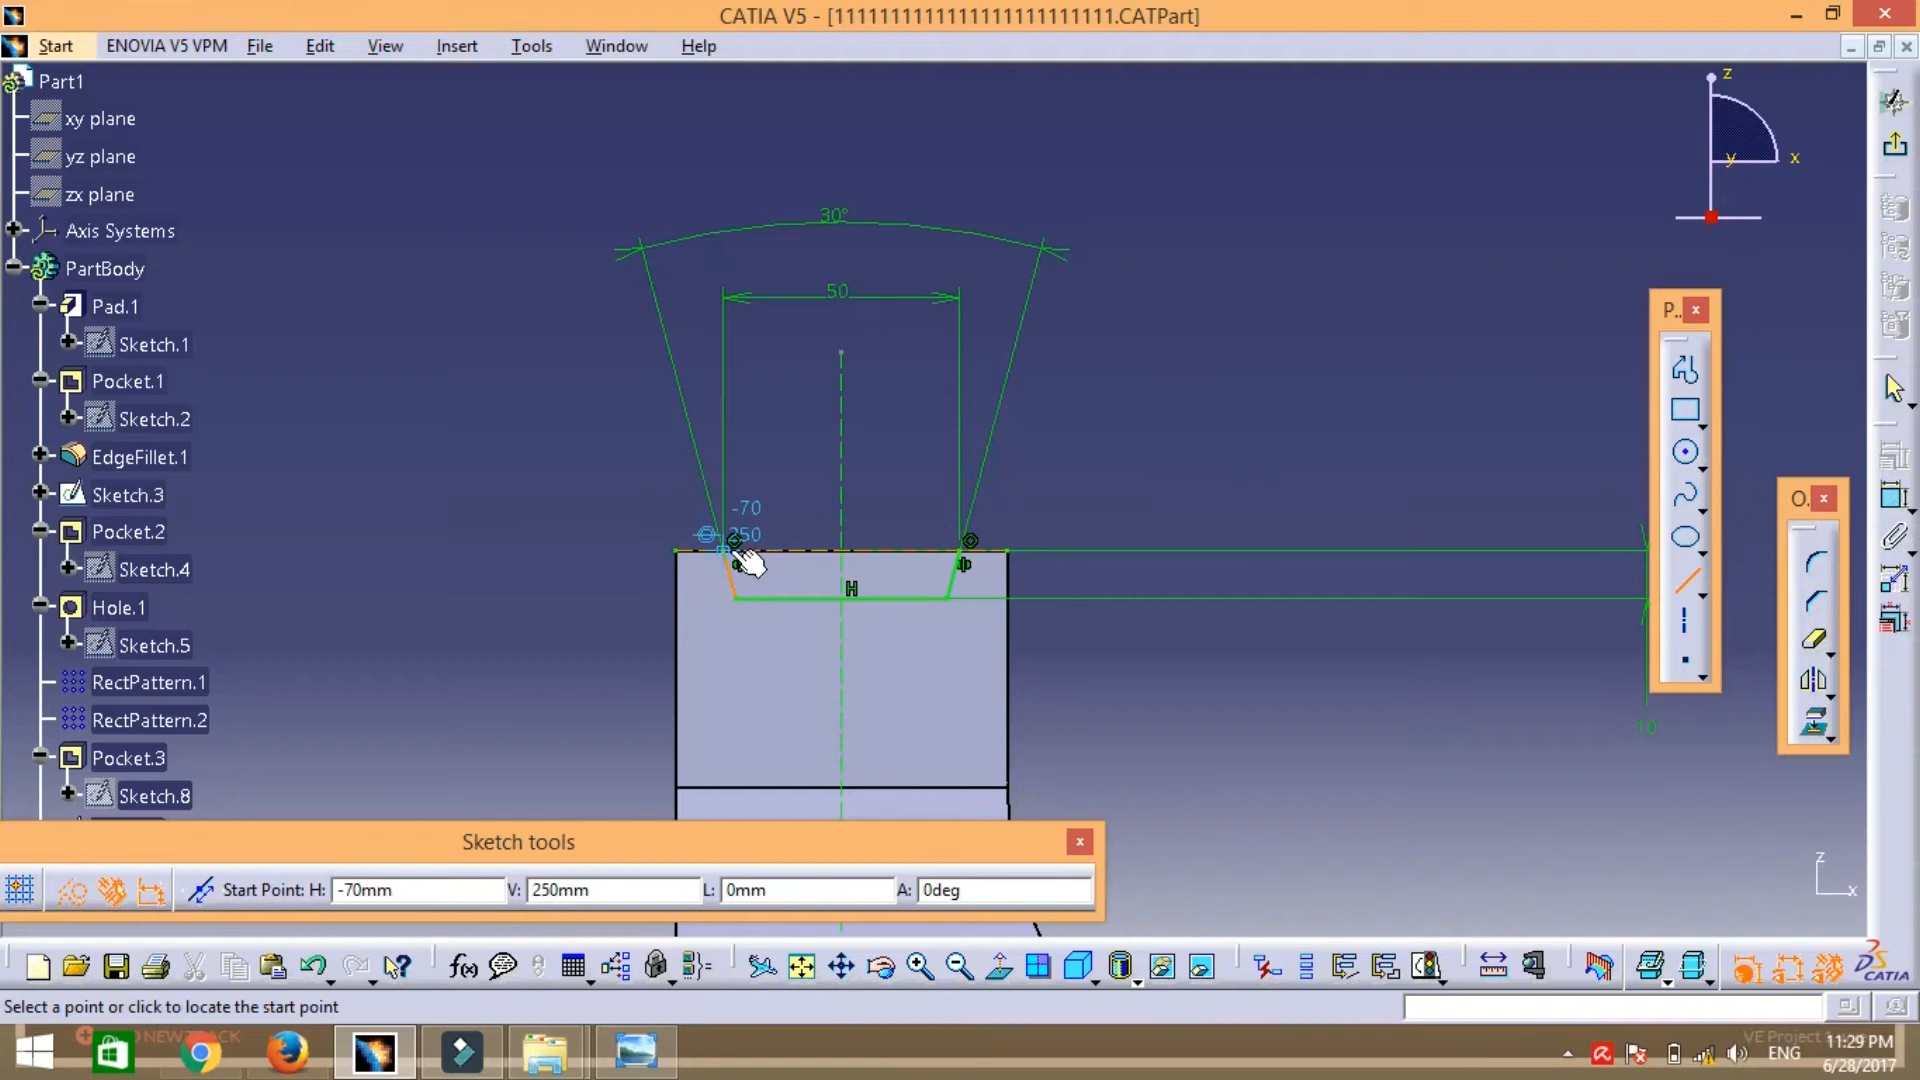 CATIA V5 - [1111111111111111111111111.CATPart]
Start ENOVIA V5 VPM File Edit View Insert Tools Window Help
Part1
xy plane
yz plane
zx plane
Axis Systems
PartBody
Pad.1
Sketch.1
Pocket.1
Sketch.2
EdgeFillet.1
Sketch.3
Pocket.2
Sketch.4
Hole.1
Sketch.5
RectPattern.1
RectPattern.2
Pocket.3
Sketch.8
z
y x
30°
50
-70
250
H
10
P..
O.
z
x
Sketch tools
Start Point: H: -70mm V: 250mm L: 0mm A: 0deg
f(x)
CATIA
Select a point or click to locate the start point
ENG
11:29 PM
6/28/2017